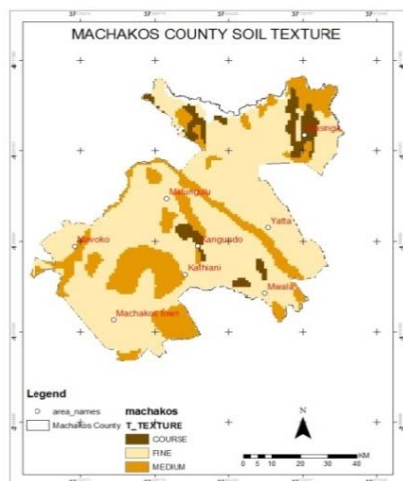 MACHAKOS COUNTY SOIL TEXTURE
Masinga
Matungulu
Yatta
Mavoko
Kangundo
Kathiani
Mwala
Machakos town
Legend
area_names
Machakos County
machakos
T_TEXTURE
COURSE
FINE
MEDIUM
N
0 5 10 20 30 40
KM